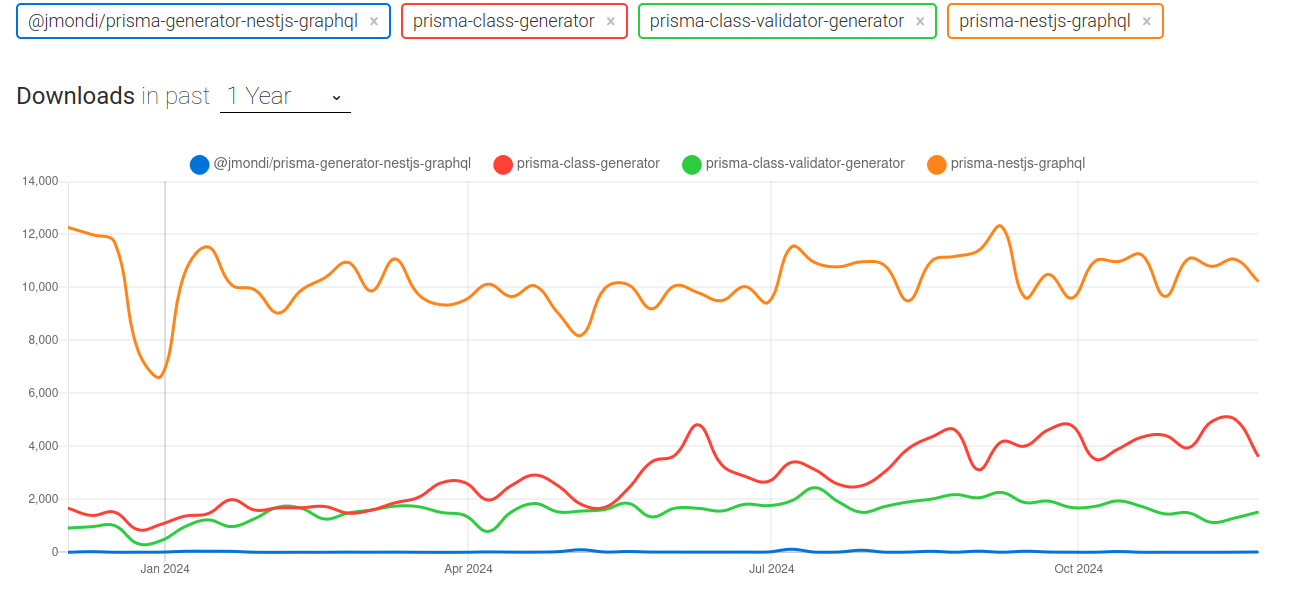 @jmondi/prisma-generator-nestjs-graphql × prisma-class-generator × prisma-class-validator-generator × prisma-nestjs-graphql ×
Downloads in past 1 Year
@jmondi/prisma-generator-nestjs-graphql prisma-class-generator prisma-class-validator-generator prisma-nestjs-graphql
14,000
12,000
10,000
8,000
6,000
4,000
2,000
0
Jan 2024 Apr 2024 Jul 2024 Oct 2024